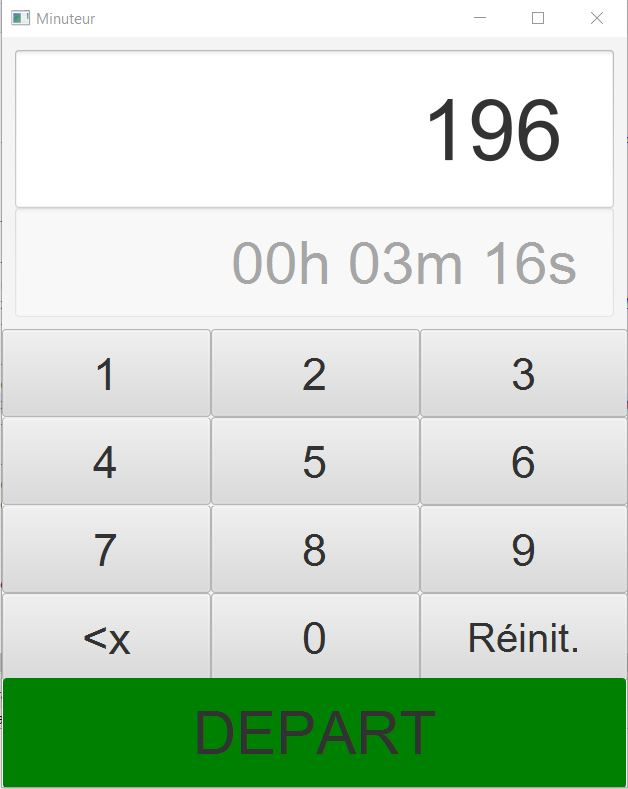 Minuteur
196
00h 03m 16s
1 2 3
4 5 6
7 8 9
<x 0 Réinit.
DEPART